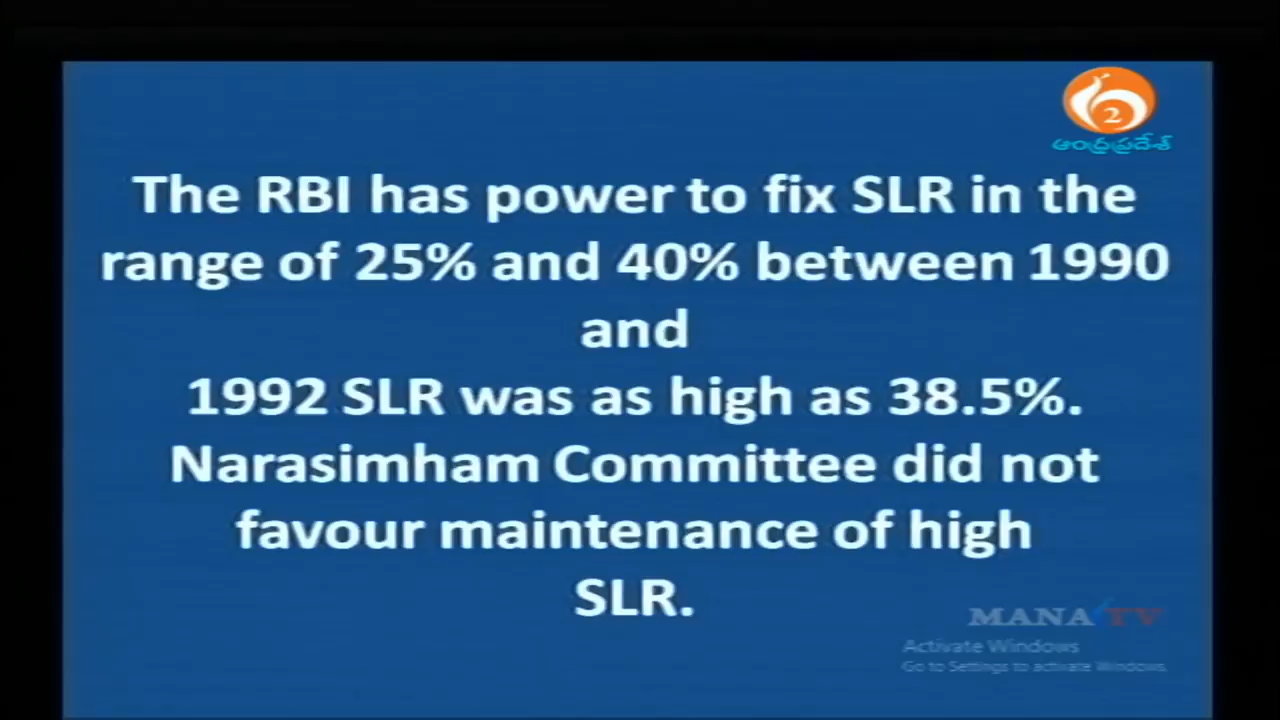 2
ఆంధ్రప్రదేశ్
The RBI has power to fix SLR in the
range of 25% and 40% between 1990
and
1992 SLR was as high as 38.5%.
Narasimham Committee did not
favour maintenance of high
SLR.
MANA TV
Activate Windows
Go to Settings to activate Windows.